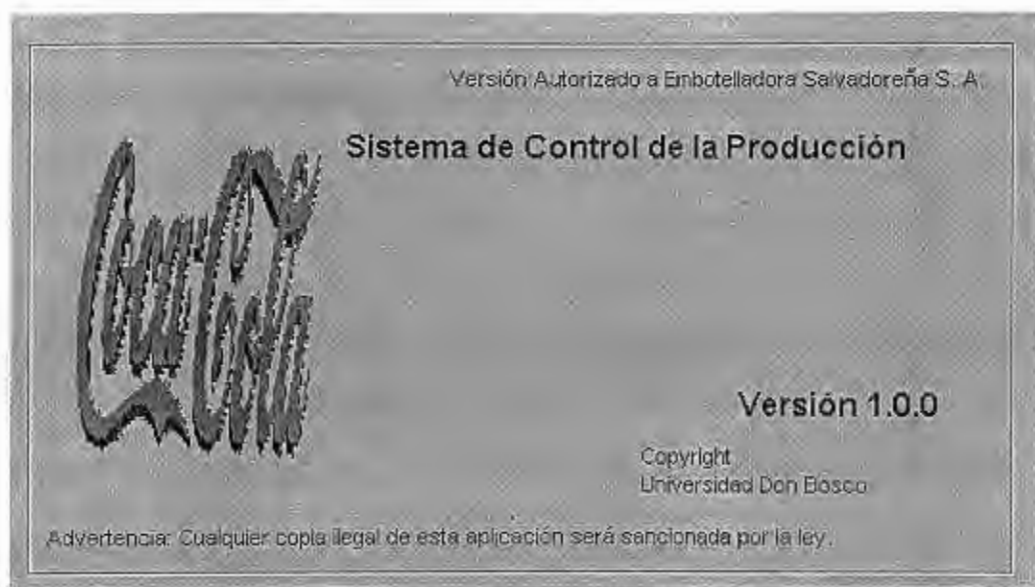 Versión Autorizado a Embotelladora Salvadoreña S. A.
Sistema de Control de la Producción
Coca-Cola
Versión 1.0.0
Copyright
Universidad Don Bosco
Advertencia: Cualquier copia ilegal de esta aplicación será sancionada por la ley.